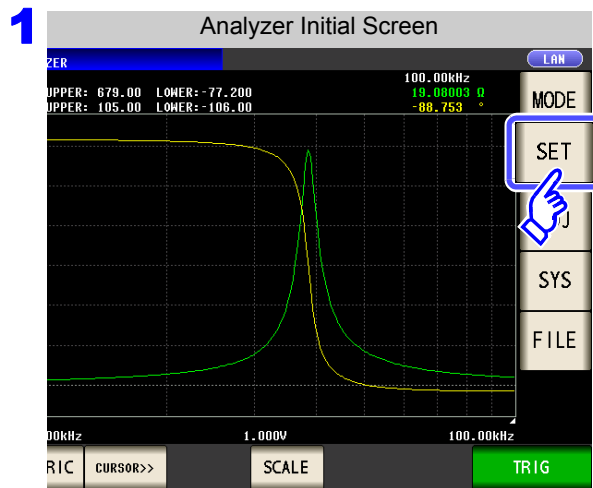 1
Analyzer Initial Screen
ZER
LAN
100.00kHz
UPPER: 679.00 LOWER:-77.200 19.08003 Ω
UPPER: 105.00 LOWER:-106.00 -88.753 °
MODE
SET
SYS
FILE
1.000V 100.00kHz
RIC CURSOR>> SCALE TRIG